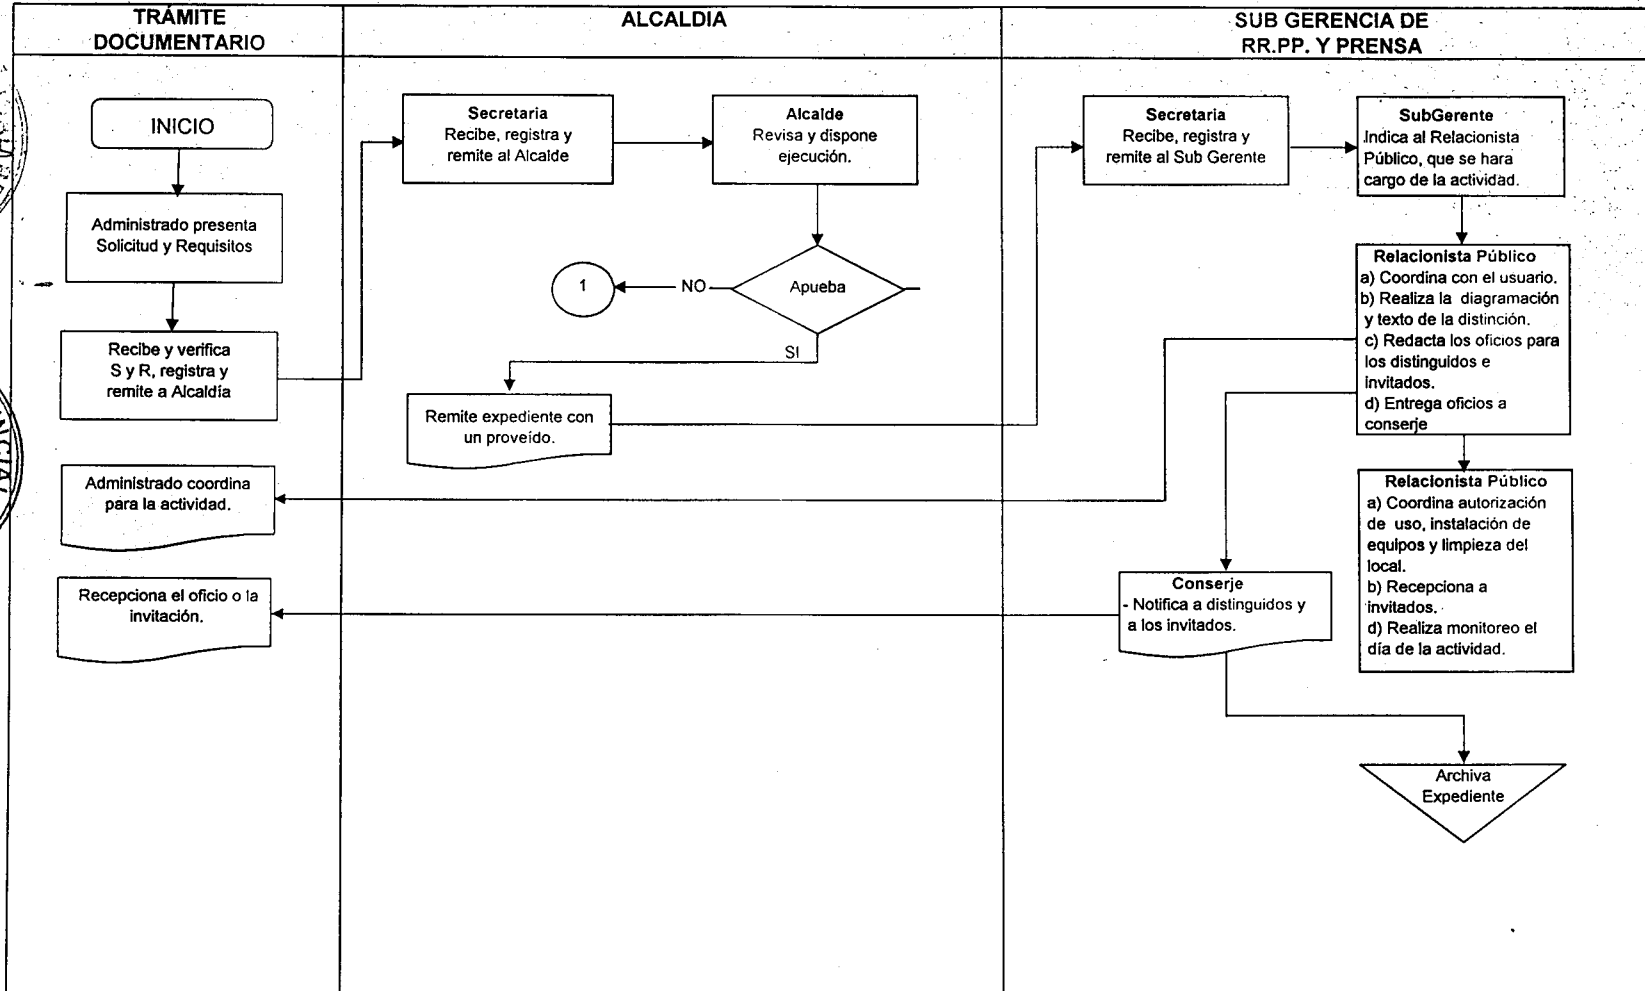 TRÁMITE
DOCUMENTARIO
ALCALDIA
SUB GERENCIA DE
RR.PP. Y PRENSA
INICIO
Administrado presenta
Solicitud y Requisitos
Recibe y verifica
S y R, registra y
remite a Alcaldía
Administrado coordina
para la actividad.
Recepciona el oficio o la
invitación.
Secretaria
Recibe, registra y
remite al Alcalde
Alcalde
Revisa y dispone
ejecución.
Apueba
NO
1
SI
Remite expediente con
un proveído.
Secretaria
Recibe, registra y
remite al Sub Gerente
SubGerente
Indica al Relacionista
Público, que se hara
cargo de la actividad.
Relacionista Público
a) Coordina con el usuario.
b) Realiza la diagramación
y texto de la distinción.
c) Redacta los oficios para
los distinguidos e
invitados.
d) Entrega oficios a
conserje
Relacionista Público
a) Coordina autorización
de uso, instalación de
equipos y limpieza del
local.
b) Recepciona a
invitados.
d) Realiza monitoreo el
día de la actividad.
Conserje
- Notifica a distinguidos y
a los invitados.
Archiva
Expediente